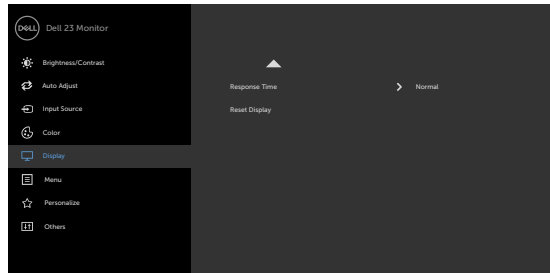 DELL Dell 23 Monitor
Brightness/Contrast
Auto Adjust
Response Time Normal
Input Source
Reset Display
Color
Display
Menu
Personalize
Others